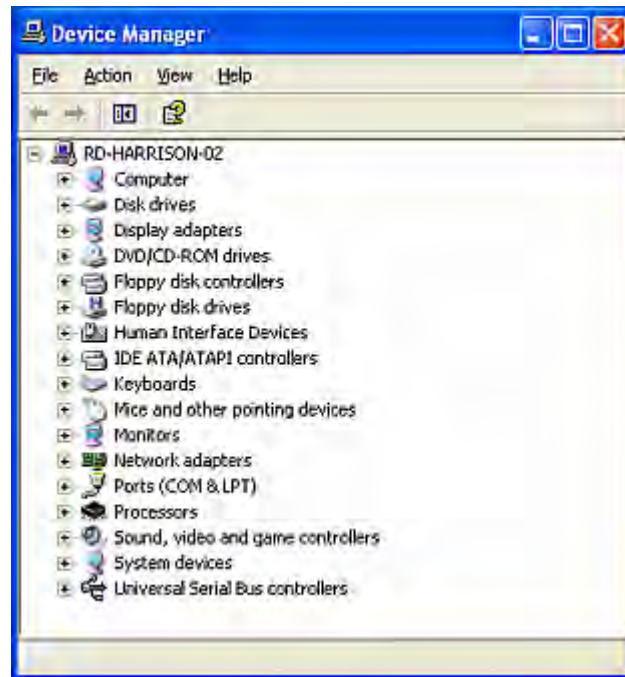 Device Manager
File Action View Help
RD-HARRISON-02
Computer
Disk drives
Display adapters
DVD/CD-ROM drives
Floppy disk controllers
Floppy disk drives
Human Interface Devices
IDE ATA/ATAPI controllers
Keyboards
Mice and other pointing devices
Monitors
Network adapters
Ports (COM & LPT)
Processors
Sound, video and game controllers
System devices
Universal Serial Bus controllers